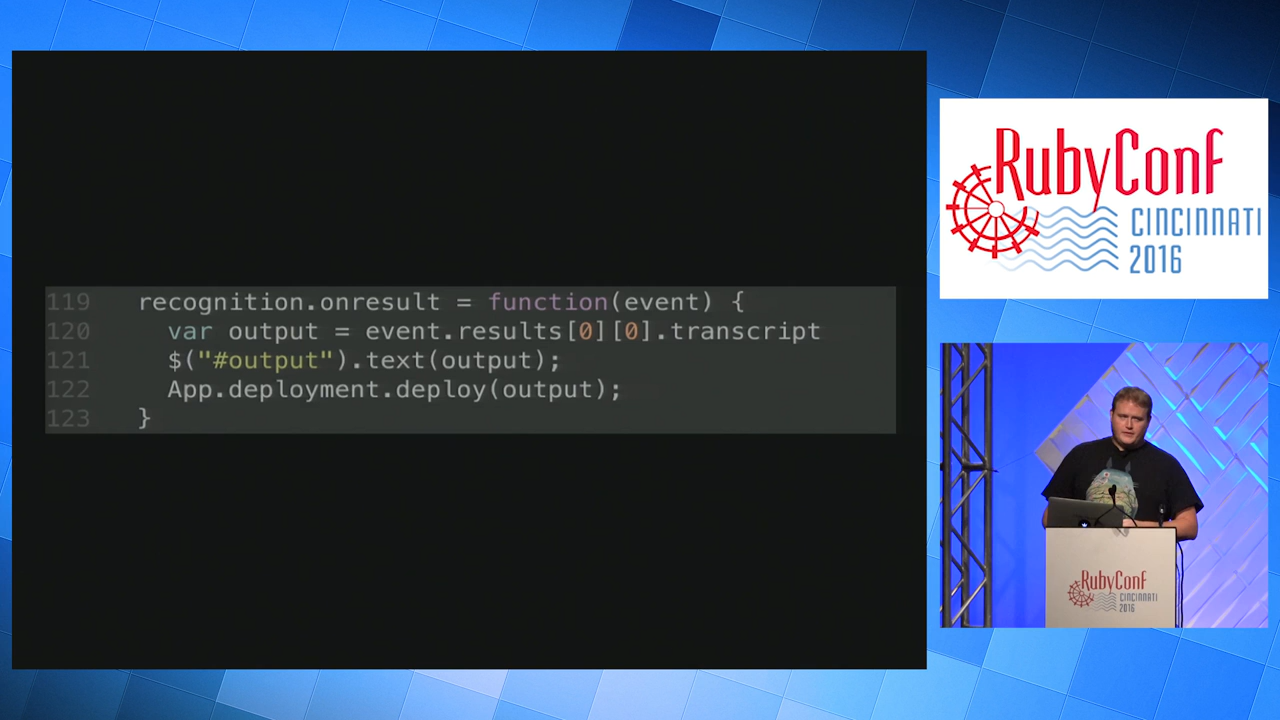 119 recognition.onresult = function(event) {
120 var output = event.results[0][0].transcript
121 $("#output").text(output);
122 App.deployment.deploy(output);
123 }
RubyConf
CINCINNATI
2016
RubyConf
CINCINNATI
2016